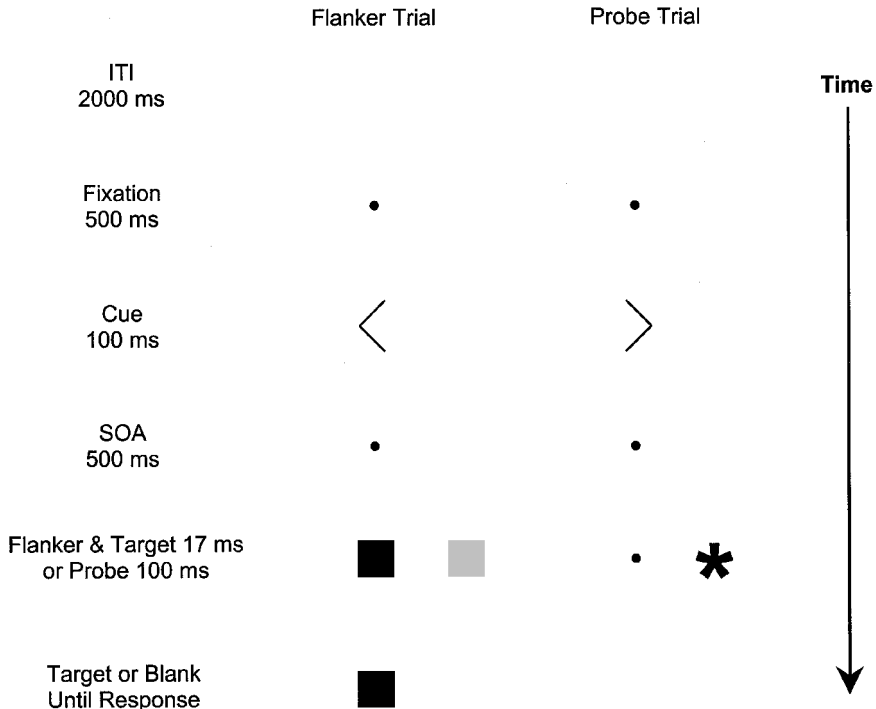 Flanker Trial
Probe Trial
ITI
2000 ms
Time
Fixation
500 ms
Cue
100 ms
SOA
500 ms
Flanker & Target 17 ms
or Probe 100 ms
Target or Blank
Until Response